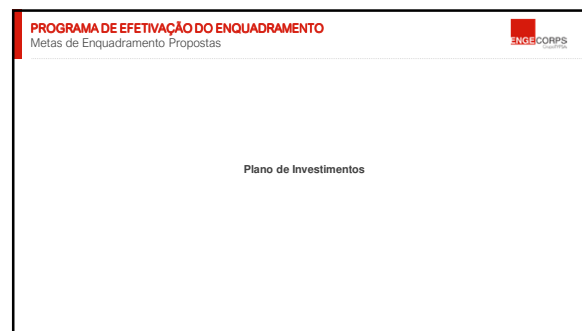 PROGRAMA DE EFETIVAÇÃO DO ENQUADRAMENTO
Metas de Enquadramento Propostas
ENGECORPS
Plano de Investimentos